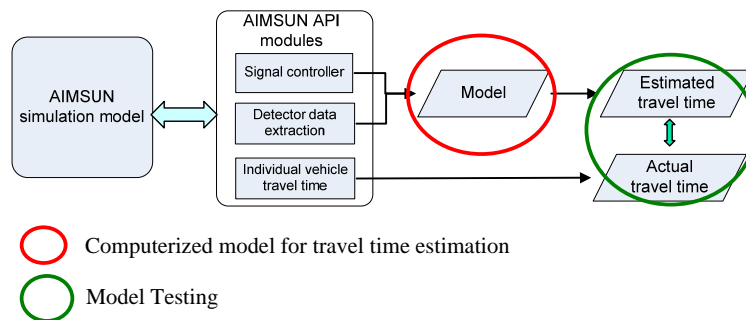 AIMSUN
simulation model
AIMSUN API
modules
Signal controller
Detector data
extraction
Individual vehicle
travel time
Model
Estimated
travel time
Actual
travel time
Computerized model for travel time estimation
Model Testing